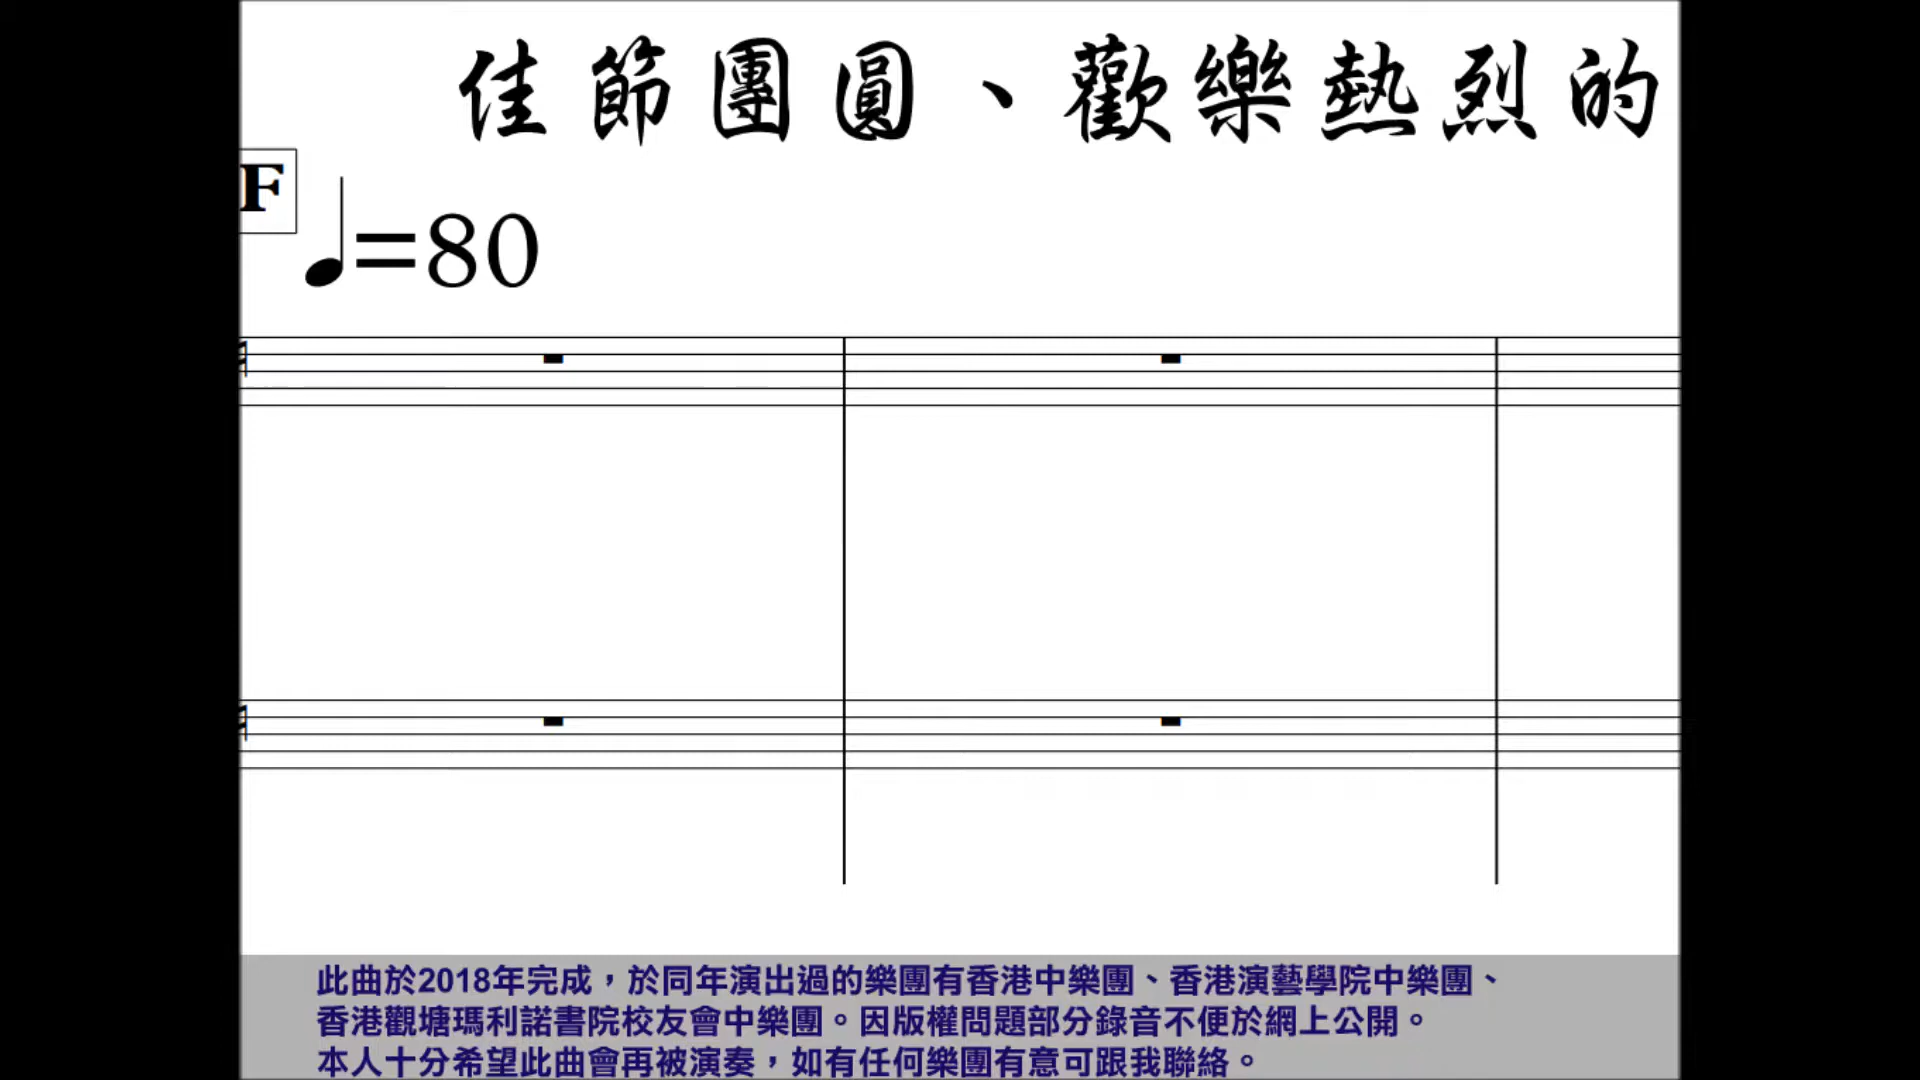 佳節團圓、歡樂熱烈的
F
♩=80
此曲於2018年完成，於同年演出過的樂團有香港中樂團、香港演藝學院中樂團、
香港觀塘瑪利諾書院校友會中樂團。因版權問題部分錄音不便於網上公開。
本人十分希望此曲會再被演奏，如有任何樂團有意可跟我聯絡。